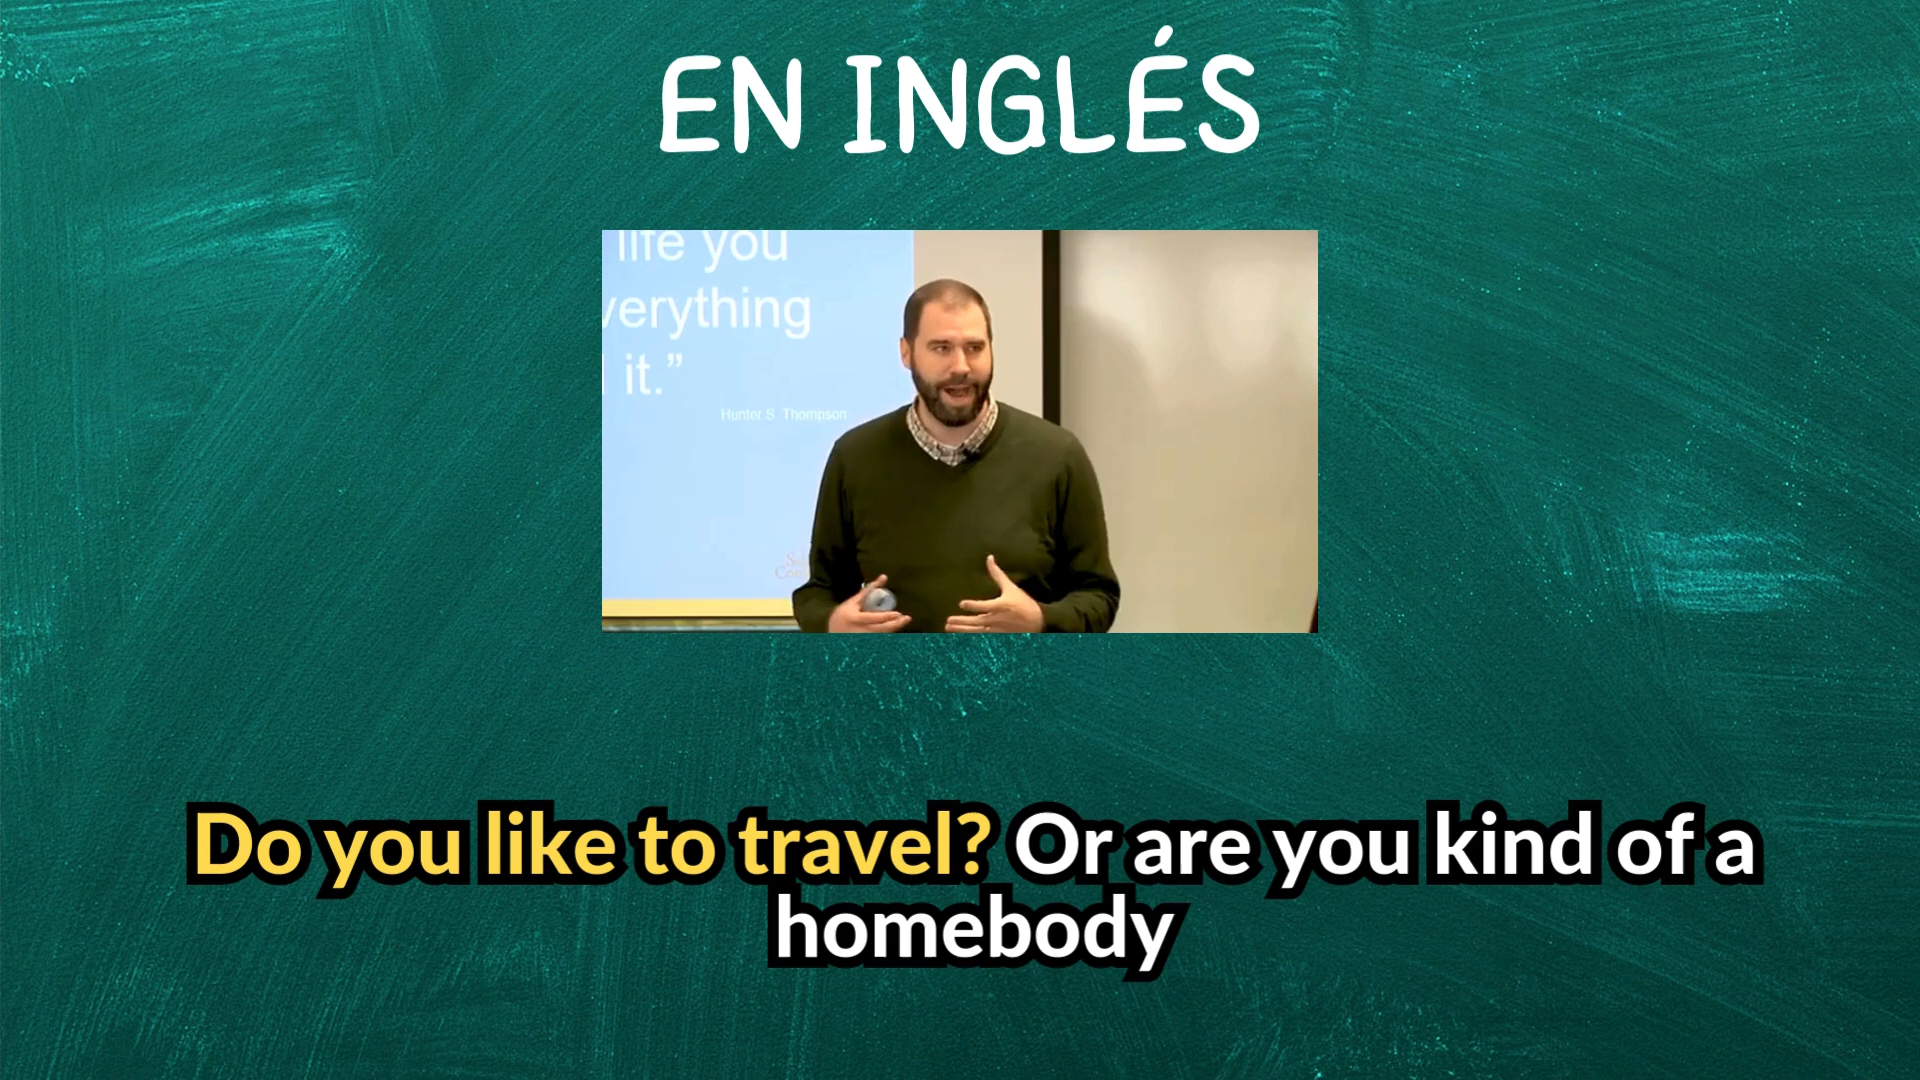 EN INGLÉS
life you
verything
it.”
Hunter S. Thompson
Do you like to travel? Or are you kind of a
homebody